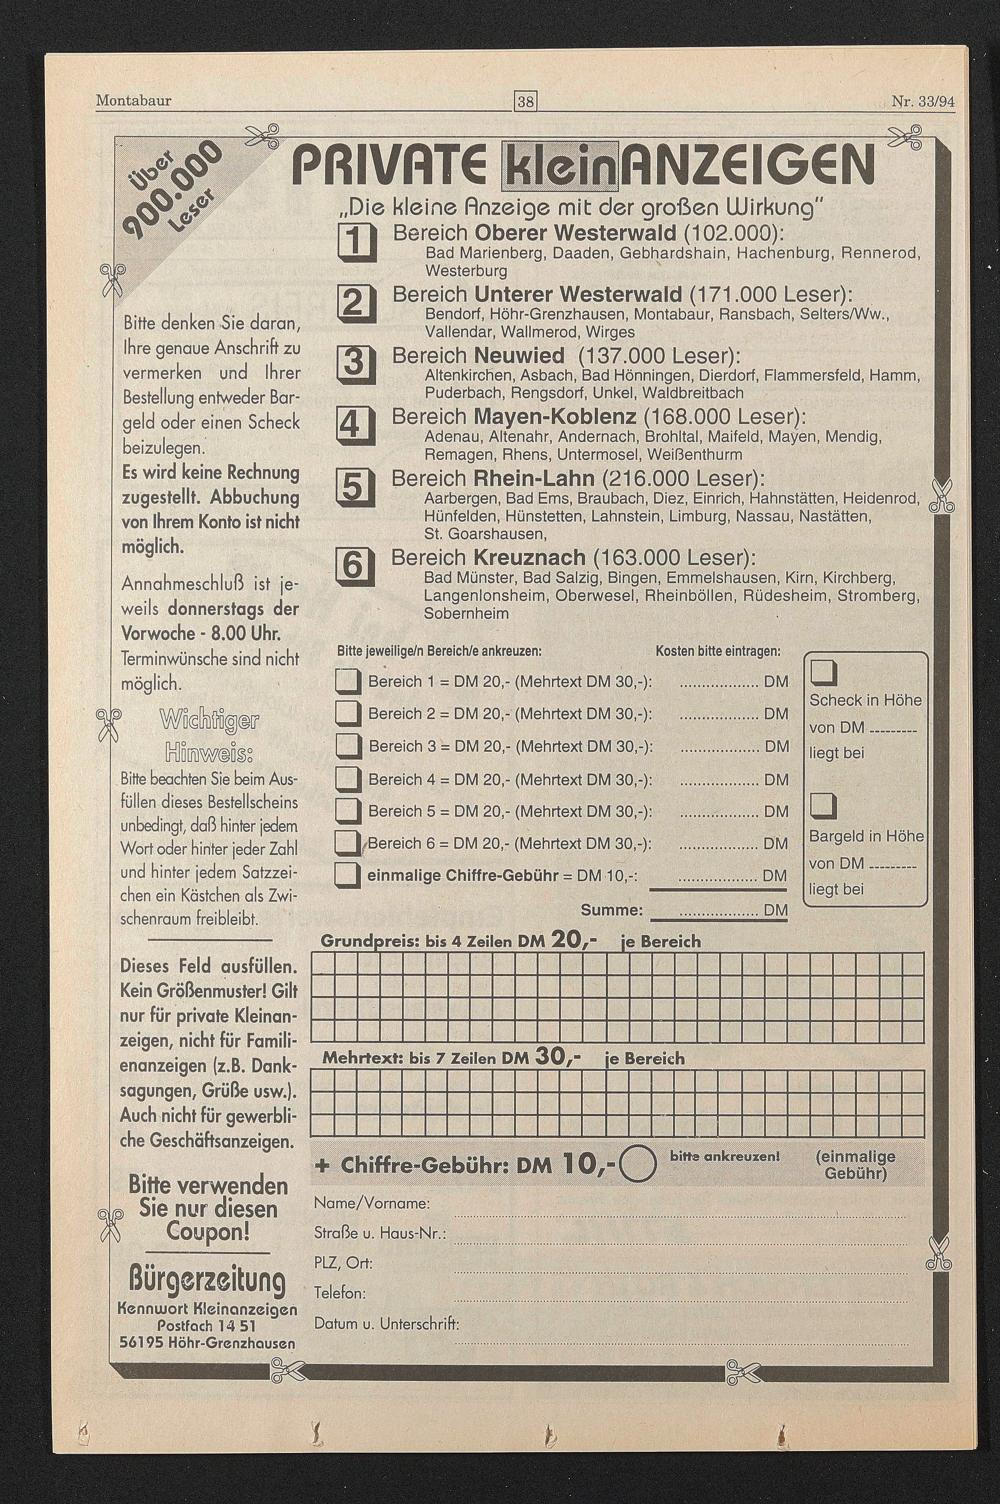 Montabaur
38
Nr. 33/94
Über
900.000
Leser
PRIVATE kleinANZEIGEN
„Die kleine Anzeige mit der großen Wirkung“
1 Bereich Oberer Westerwald (102.000):
Bad Marienberg, Daaden, Gebhardshain, Hachenburg, Rennerod,
Westerburg
2 Bereich Unterer Westerwald (171.000 Leser):
Bendorf, Höhr-Grenzhausen, Montabaur, Ransbach, Selters/Ww.,
Vallendar, Wallmerod, Wirges
3 Bereich Neuwied (137.000 Leser):
Altenkirchen, Asbach, Bad Hönningen, Dierdorf, Flammersfeld, Hamm,
Puderbach, Rengsdorf, Unkel, Waldbreitbach
4 Bereich Mayen-Koblenz (168.000 Leser):
Adenau, Altenahr, Andernach, Brohltal, Maifeld, Mayen, Mendig,
Remagen, Rhens, Untermosel, Weißenthurm
5 Bereich Rhein-Lahn (216.000 Leser):
Aarbergen, Bad Ems, Braubach, Diez, Einrich, Hahnstätten, Heidenrod,
Hünfelden, Hünstetten, Lahnstein, Limburg, Nassau, Nastätten,
St. Goarshausen,
6 Bereich Kreuznach (163.000 Leser):
Bad Münster, Bad Salzig, Bingen, Emmelshausen, Kirn, Kirchberg,
Langenlonsheim, Oberwesel, Rheinböllen, Rüdesheim, Stromberg,
Sobernheim
Bitte denken Sie daran,
Ihre genaue Anschrift zu
vermerken und Ihrer
Bestellung entweder Bar-
geld oder einen Scheck
beizulegen.
Es wird keine Rechnung
zugestellt. Abbuchung
von Ihrem Konto ist nicht
möglich.
Annahmeschluß ist je-
weils donnerstags der
Vorwoche - 8.00 Uhr.
Terminwünsche sind nicht
möglich.
Wichtiger
Hinweis:
Bitte beachten Sie beim Aus-
füllen dieses Bestellscheins
unbedingt, daß hinter jedem
Wort oder hinter jeder Zahl
und hinter jedem Satzzei-
chen ein Kästchen als Zwi-
schenraum freibleibt.
Dieses Feld ausfüllen.
Kein Größenmuster! Gilt
nur für private Kleinan-
zeigen, nicht für Famili-
enanzeigen (z.B. Dank-
sagungen, Grüße usw.).
Auch nicht für gewerbli-
che Geschäftsanzeigen.
Bitte verwenden
Sie nur diesen
Coupon!
Bürgerzeitung
Kennwort Kleinanzeigen
Postfach 14 51
56195 Höhr-Grenzhausen
Bitte jeweilige/n Bereich/e ankreuzen: Kosten bitte eintragen:
Bereich 1 = DM 20,- (Mehrtext DM 30,-): .................. DM
Bereich 2 = DM 20,- (Mehrtext DM 30,-): .................. DM
Bereich 3 = DM 20,- (Mehrtext DM 30,-): .................. DM
Bereich 4 = DM 20,- (Mehrtext DM 30,-): .................. DM
Bereich 5 = DM 20,- (Mehrtext DM 30,-): .................. DM
Bereich 6 = DM 20,- (Mehrtext DM 30,-): .................. DM
einmalige Chiffre-Gebühr = DM 10,-: .................. DM
Summe: .................. DM
Scheck in Höhe
von DM ---------
liegt bei
Bargeld in Höhe
von DM ---------
liegt bei
Grundpreis: bis 4 Zeilen DM 20,- je Bereich
Mehrtext: bis 7 Zeilen DM 30,- je Bereich
+ Chiffre-Gebühr: DM 10,- bitte ankreuzen! (einmalige
Gebühr)
Name/Vorname:
Straße u. Haus-Nr.:
PLZ, Ort:
Telefon:
Datum u. Unterschrift: